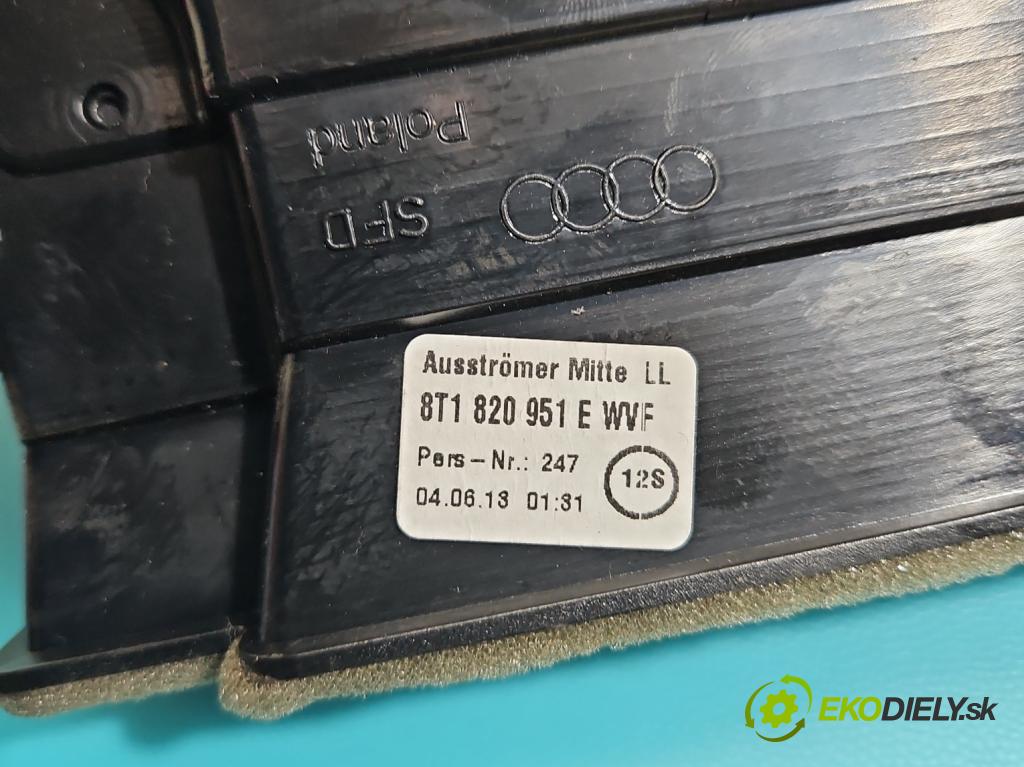 Poland
SFD
Ausströmer Mitte LL
8T1 820 951 E WVF
Pers-Nr.: 247
12S
04.06.13 01:31
EKODIELY.sk